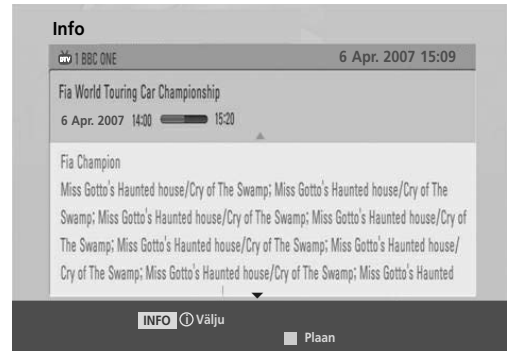 Info
DTV 1 BBC ONE 6 Apr. 2007 15:09
Fia World Touring Car Championship
6 Apr. 2007 14:00 15:20
Fia Champion
Miss Gotto's Haunted house/Cry of The Swamp; Miss Gotto's Haunted house/Cry of The
Swamp; Miss Gotto's Haunted house/Cry of The Swamp; Miss Gotto's Haunted house/Cry of
The Swamp; Miss Gotto's Haunted house/Cry of The Swamp; Miss Gotto's Haunted house/
Cry of The Swamp; Miss Gotto's Haunted house/Cry of The Swamp; Miss Gotto's Haunted
INFO ⓘ Välju
Plaan